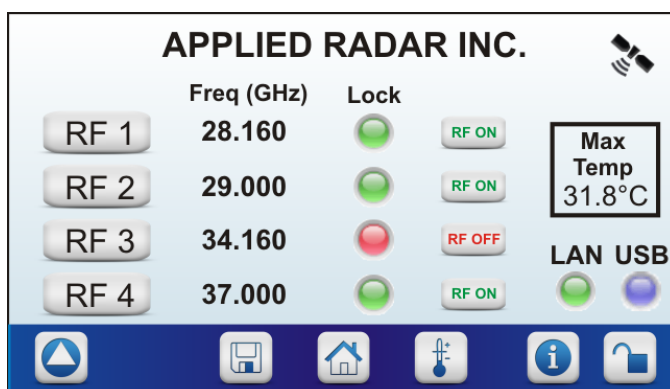 APPLIED RADAR INC.
Freq (GHz) Lock
RF 1 28.160 RF ON
RF 2 29.000 RF ON
RF 3 34.160 RF OFF
RF 4 37.000 RF ON
Max
Temp
31.8°C
LAN USB